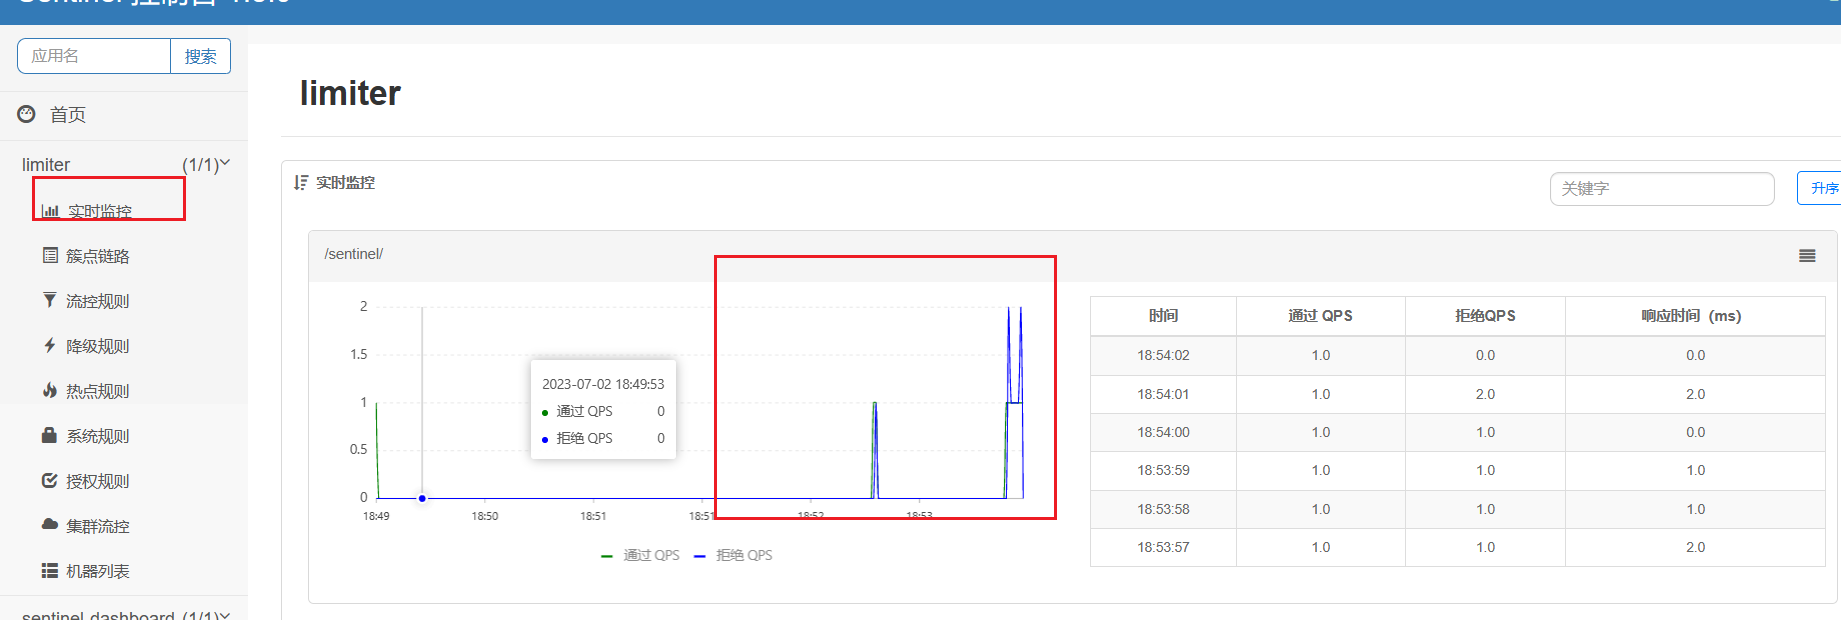 应用名 搜索
首页
limiter (1/1)
实时监控
簇点链路
流控规则
降级规则
热点规则
系统规则
授权规则
集群流控
机器列表
sentinel-dashboard (1/1)
limiter
实时监控
关键字 升序
/sentinel/
2
1.5
1
0.5
0
18:49 18:50 18:51 18:51 18:52 18:53
2023-07-02 18:49:53
通过 QPS 0
拒绝 QPS 0
通过 QPS 拒绝 QPS
时间 通过 QPS 拒绝QPS 响应时间 (ms)
18:54:02 1.0 0.0 0.0
18:54:01 1.0 2.0 2.0
18:54:00 1.0 1.0 0.0
18:53:59 1.0 1.0 1.0
18:53:58 1.0 1.0 1.0
18:53:57 1.0 1.0 2.0